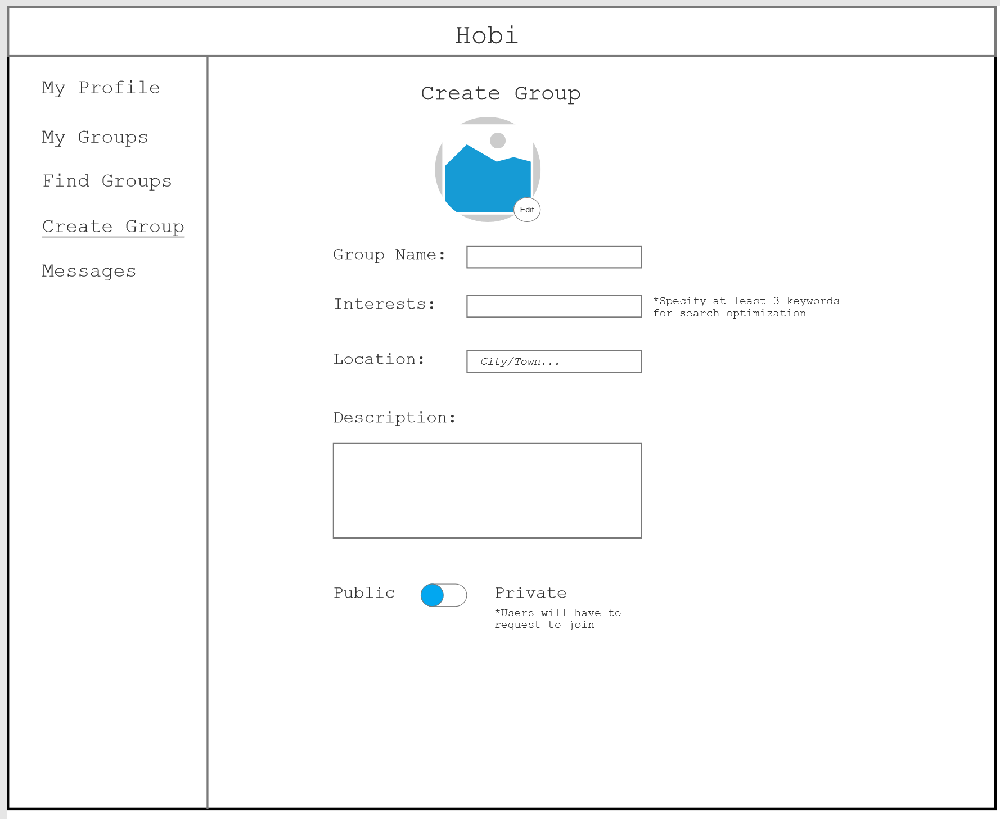 Hobi
My Profile
My Groups
Find Groups
Create Group
Messages
Create Group
Edit
Group Name:
Interests:
*Specify at least 3 keywords
for search optimization
Location:
City/Town...
Description:
Public
Private
*Users will have to
request to join